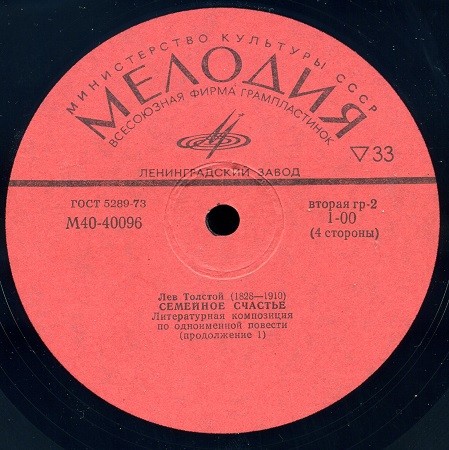 МИНИСТЕРСТВО КУЛЬТУРЫ СССР
МЕЛОДИЯ
ВСЕСОЮЗНАЯ ФИРМА ГРАМПЛАСТИНОК
▽33
ЛЕНИНГРАДСКИЙ ЗАВОД
ГОСТ 5289-73
М40-40096
вторая гр-2
1-00
(4 стороны)
Лев Толстой (1828—1910)
СЕМЕЙНОЕ СЧАСТЬЕ
Литературная композиция
по одноименной повести
(продолжение 1)